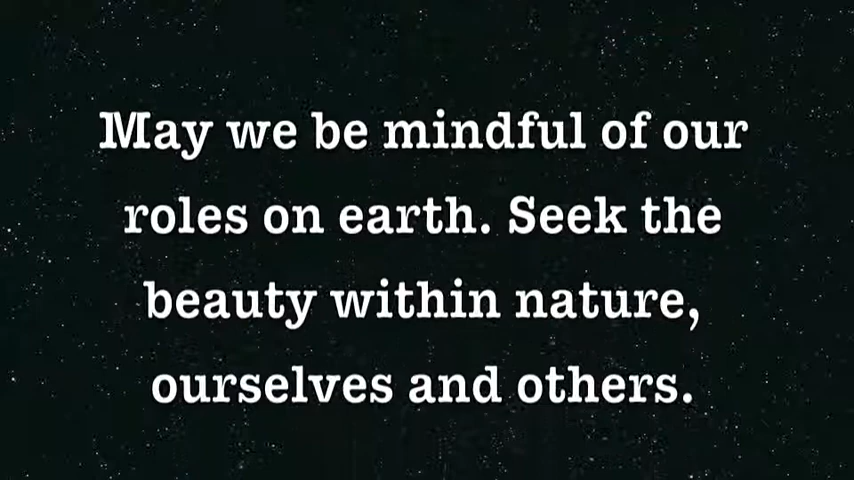 May we be mindful of our
roles on earth. Seek the
beauty within nature,
ourselves and others.